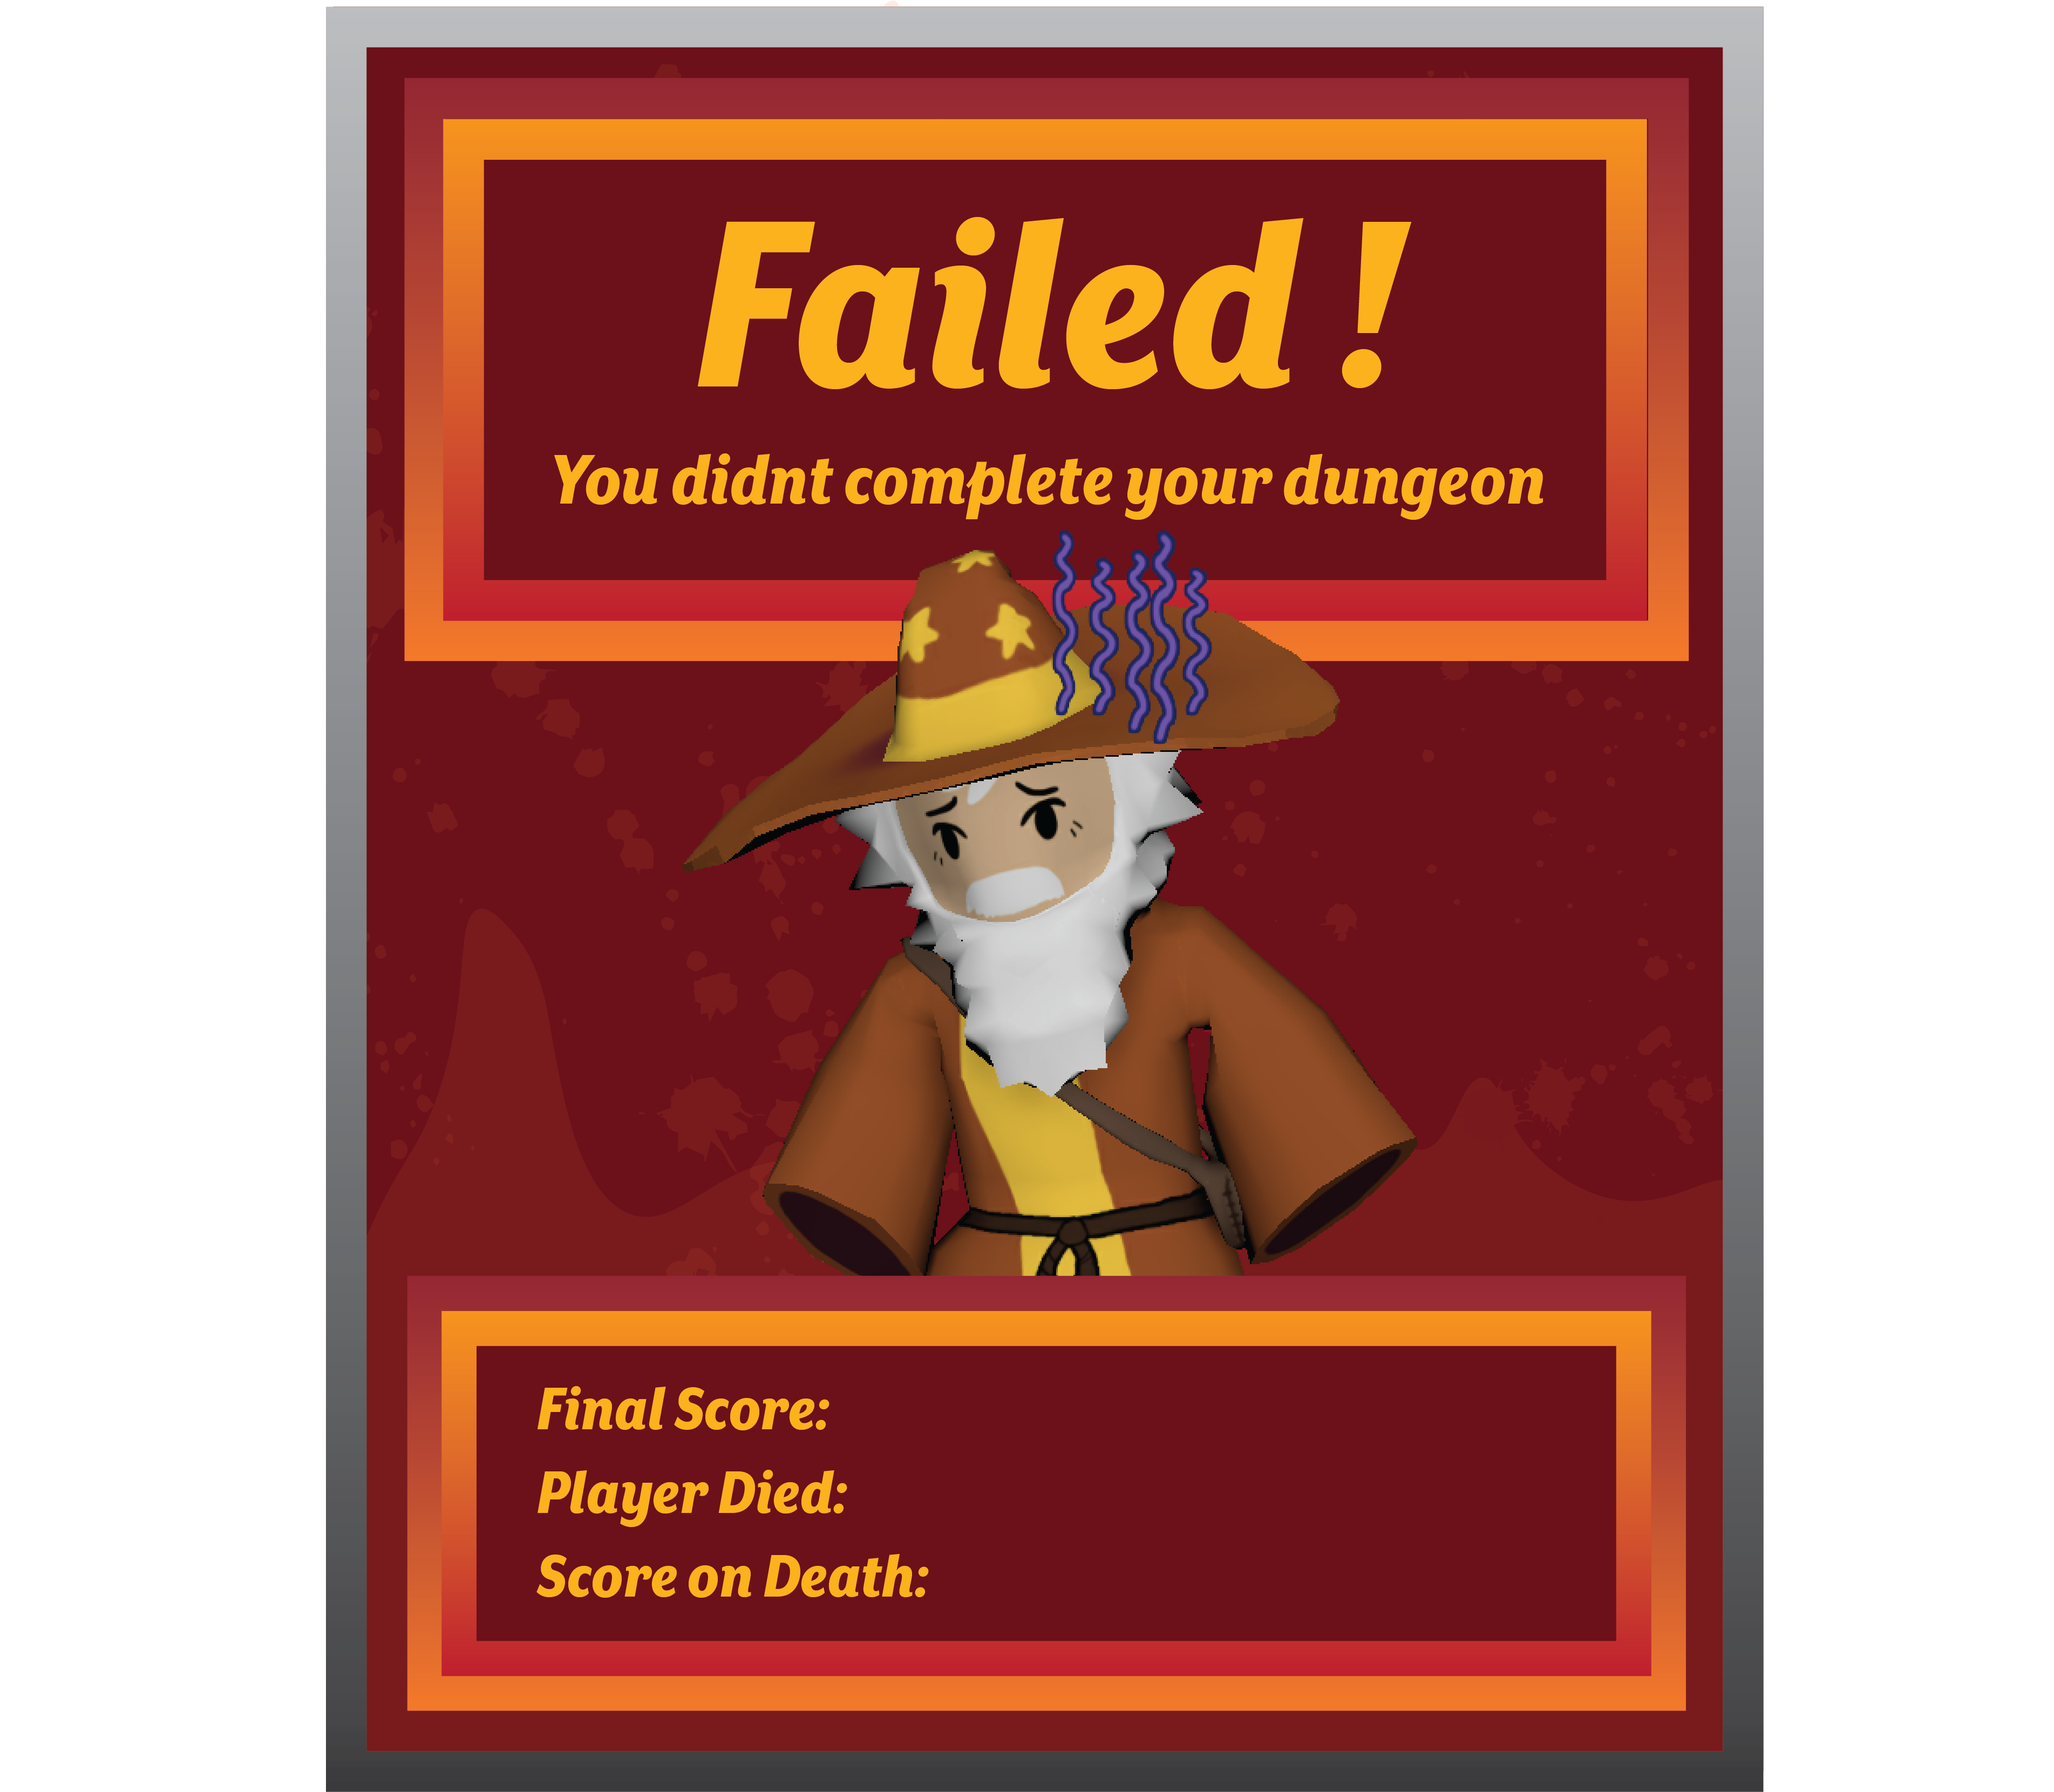 Failed !
You didnt complete your dungeon
Final Score:
Player Died:
Score on Death: